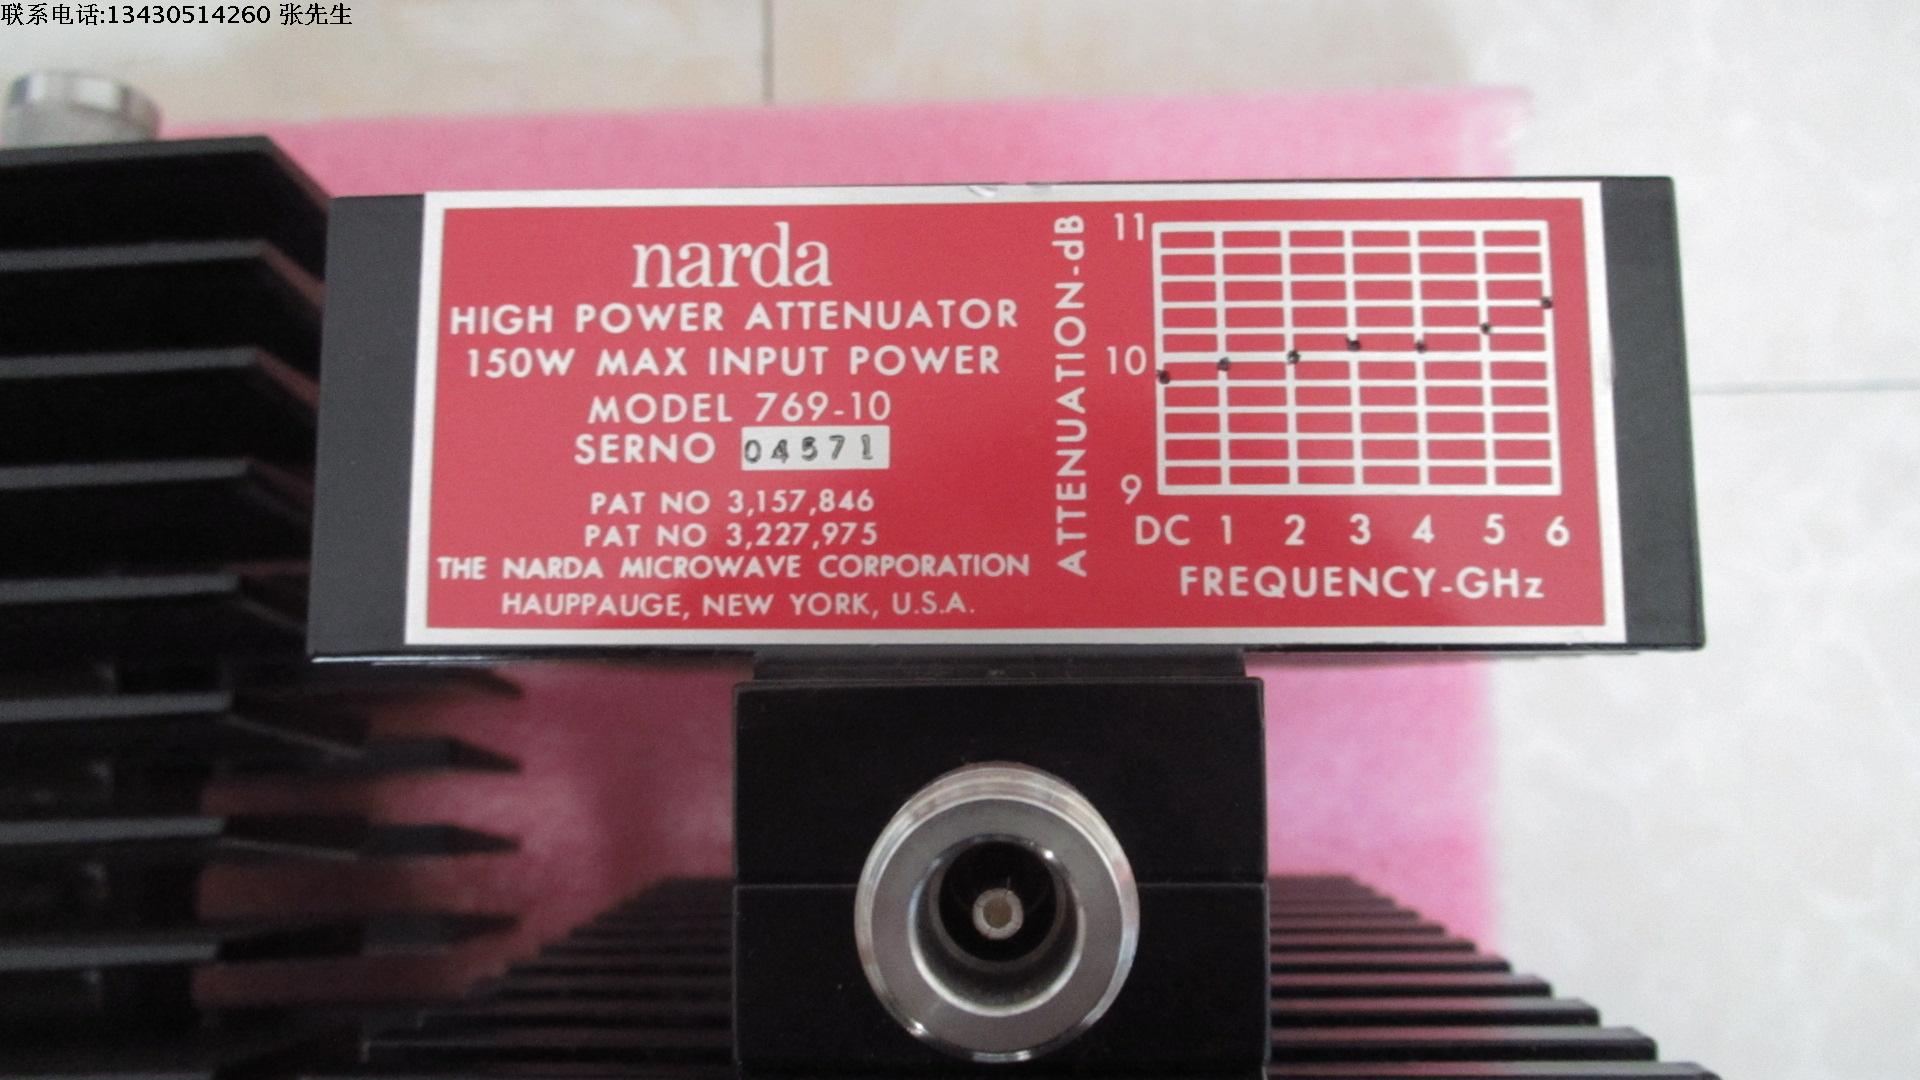 联系电话:13430514260 张先生
narda
HIGH POWER ATTENUATOR
150W MAX INPUT POWER
MODEL 769-10
SERNO 04571
PAT NO 3,157,846
PAT NO 3,227,975
THE NARDA MICROWAVE CORPORATION
HAUPPAUGE, NEW YORK, U.S.A.
ATTENUATION-dB
11
10
9
DC 1 2 3 4 5 6
FREQUENCY-GHz